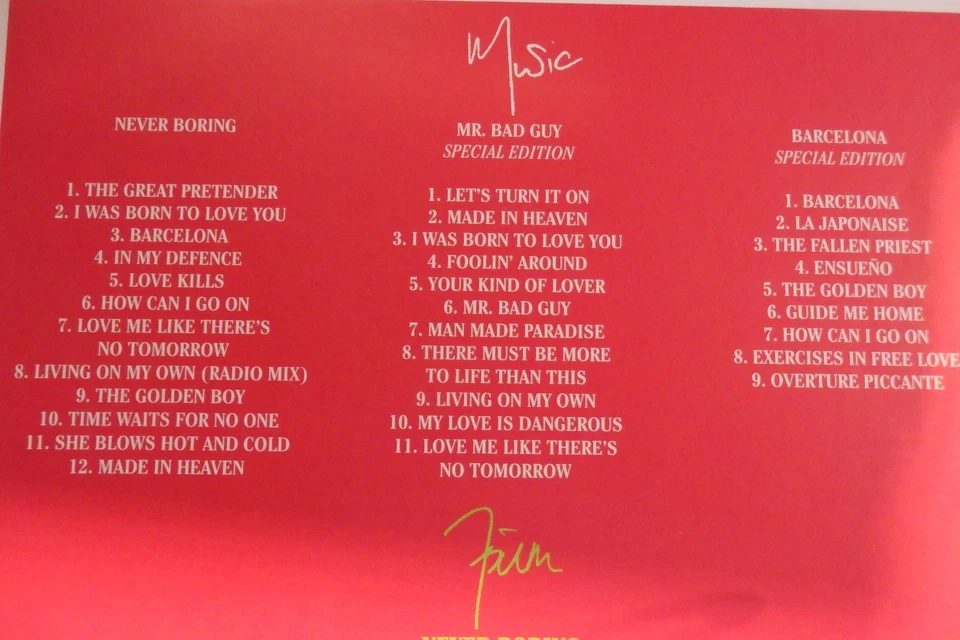 Music
NEVER BORING
1. THE GREAT PRETENDER
2. I WAS BORN TO LOVE YOU
3. BARCELONA
4. IN MY DEFENCE
5. LOVE KILLS
6. HOW CAN I GO ON
7. LOVE ME LIKE THERE'S
NO TOMORROW
8. LIVING ON MY OWN (RADIO MIX)
9. THE GOLDEN BOY
10. TIME WAITS FOR NO ONE
11. SHE BLOWS HOT AND COLD
12. MADE IN HEAVEN
MR. BAD GUY
SPECIAL EDITION
1. LET'S TURN IT ON
2. MADE IN HEAVEN
3. I WAS BORN TO LOVE YOU
4. FOOLIN' AROUND
5. YOUR KIND OF LOVER
6. MR. BAD GUY
7. MAN MADE PARADISE
8. THERE MUST BE MORE
TO LIFE THAN THIS
9. LIVING ON MY OWN
10. MY LOVE IS DANGEROUS
11. LOVE ME LIKE THERE'S
NO TOMORROW
BARCELONA
SPECIAL EDITION
1. BARCELONA
2. LA JAPONAISE
3. THE FALLEN PRIEST
4. ENSUEÑO
5. THE GOLDEN BOY
6. GUIDE ME HOME
7. HOW CAN I GO ON
8. EXERCISES IN FREE LOVE
9. OVERTURE PICCANTE
Film
NEVER BORING